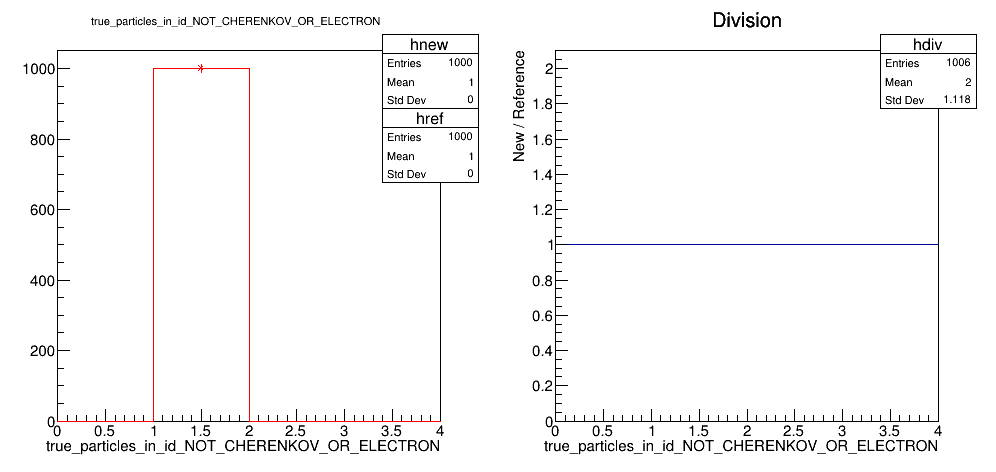 true_particles_in_id_NOT_CHERENKOV_OR_ELECTRON
hnew
Entries 1000
Mean 1
Std Dev 0
href
Entries 1000
Mean 1
Std Dev 0
1000
800
600
400
200
0
0 0.5 1 1.5 2 2.5 3 3.5 4
true_particles_in_id_NOT_CHERENKOV_OR_ELECTRON
Division
hdiv
Entries 1006
Mean 2
Std Dev 1.118
New / Reference
2
1.8
1.6
1.4
1.2
1
0.8
0.6
0.4
0.2
0
0 0.5 1 1.5 2 2.5 3 3.5 4
true_particles_in_id_NOT_CHERENKOV_OR_ELECTRON